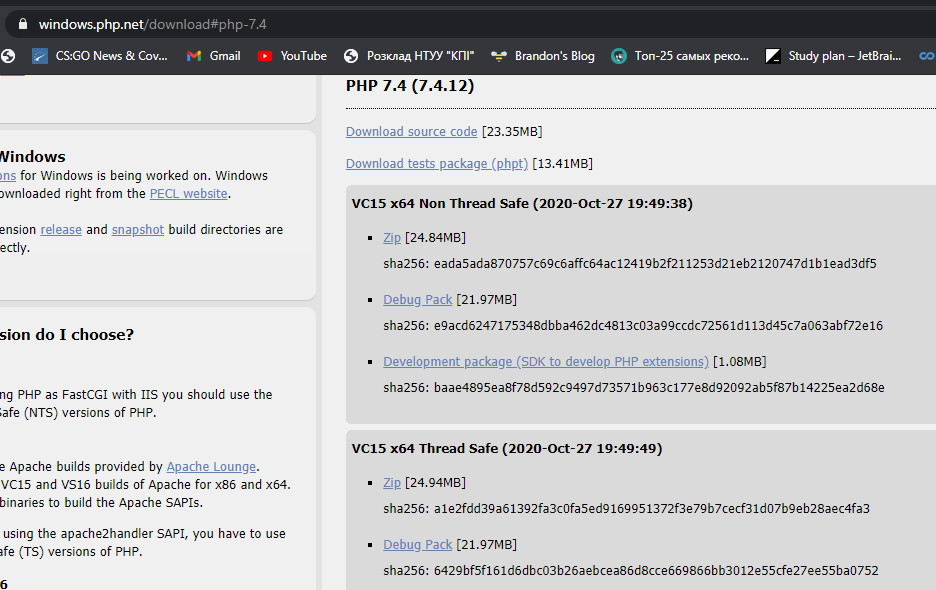 windows.php.net/download#php-7.4
CS:GO News & Cov...
Gmail
YouTube
Розклад НТУУ "КПІ"
Brandon's Blog
Топ-25 самых реко...
Study plan – JetBrai...
PHP 7.4 (7.4.12)
Download source code [23.35MB]
Download tests package (phpt) [13.41MB]
VC15 x64 Non Thread Safe (2020-Oct-27 19:49:38)
Zip [24.84MB]
sha256: eada5ada870757c69c6affc64ac12419b2f211253d21eb2120747d1b1ead3df5
Debug Pack [21.97MB]
sha256: e9acd6247175348dbba462dc4813c03a99ccdc72561d113d45c7a063abf72e16
Development package (SDK to develop PHP extensions) [1.08MB]
sha256: baae4895ea8f78d592c9497d73571b963c177e8d92092ab5f87b14225ea2d68e
VC15 x64 Thread Safe (2020-Oct-27 19:49:49)
Zip [24.94MB]
sha256: a1e2fdd39a61392fa3c0fa5ed9169951372f3e79b7cecf31d07b9eb28aec4fa3
Debug Pack [21.97MB]
sha256: 6429bf5f161d6dbc03b26aebcea86d8cce669866bb3012e55cfe27ee55ba0752
Windows
ons for Windows is being worked on. Windows
ownloaded right from the PECL website.
ension release and snapshot build directories are
ectly.
sion do I choose?
ng PHP as FastCGI with IIS you should use the
Safe (NTS) versions of PHP.
e Apache builds provided by Apache Lounge.
VC15 and VS16 builds of Apache for x86 and x64.
binaries to build the Apache SAPIs.
using the apache2handler SAPI, you have to use
afe (TS) versions of PHP.
6